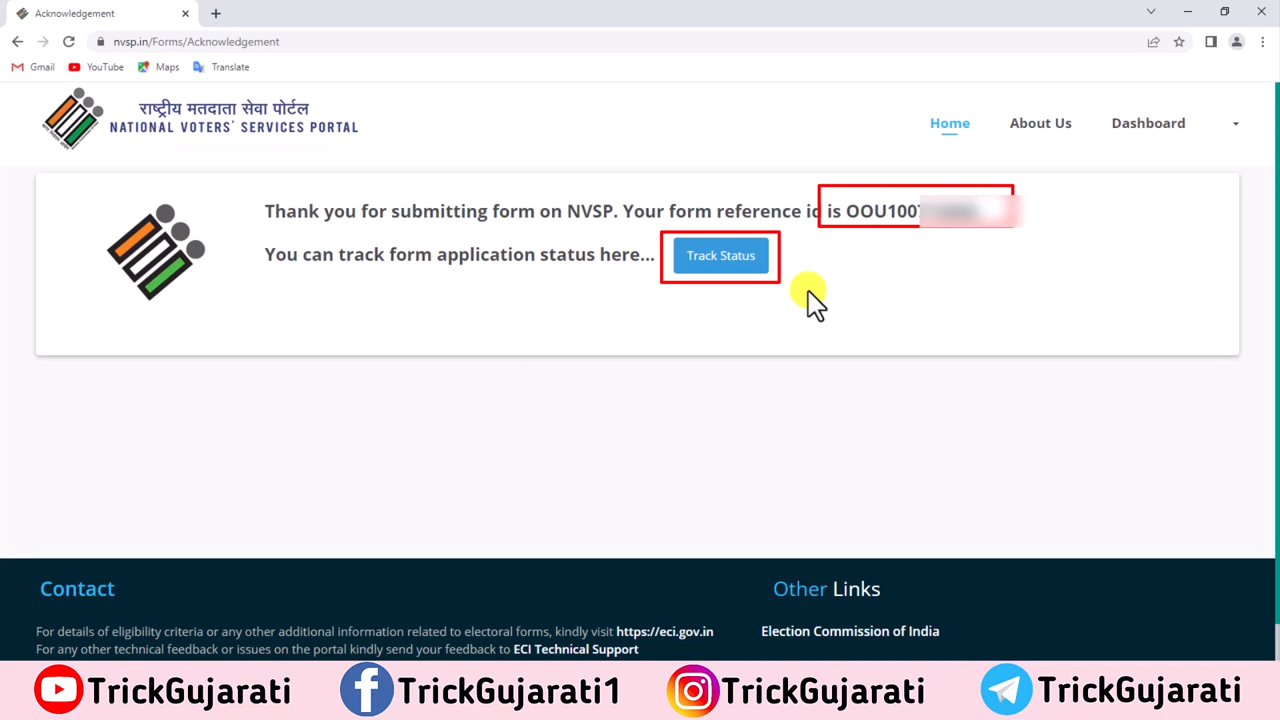 Acknowledgement
nvsp.in/Forms/Acknowledgement
Gmail YouTube Maps Translate
राष्ट्रीय मतदाता सेवा पोर्टल
NATIONAL VOTERS' SERVICES PORTAL
Home About Us Dashboard
Thank you for submitting form on NVSP. Your form reference id is OOU100
You can track form application status here... Track Status
Contact
Other Links
For details of eligibility criteria or any other additional information related to electoral forms, kindly visit https://eci.gov.in
Election Commission of India
For any other technical feedback or issues on the portal kindly send your feedback to ECI Technical Support
TrickGujarati TrickGujarati1 TrickGujarati TrickGujarati